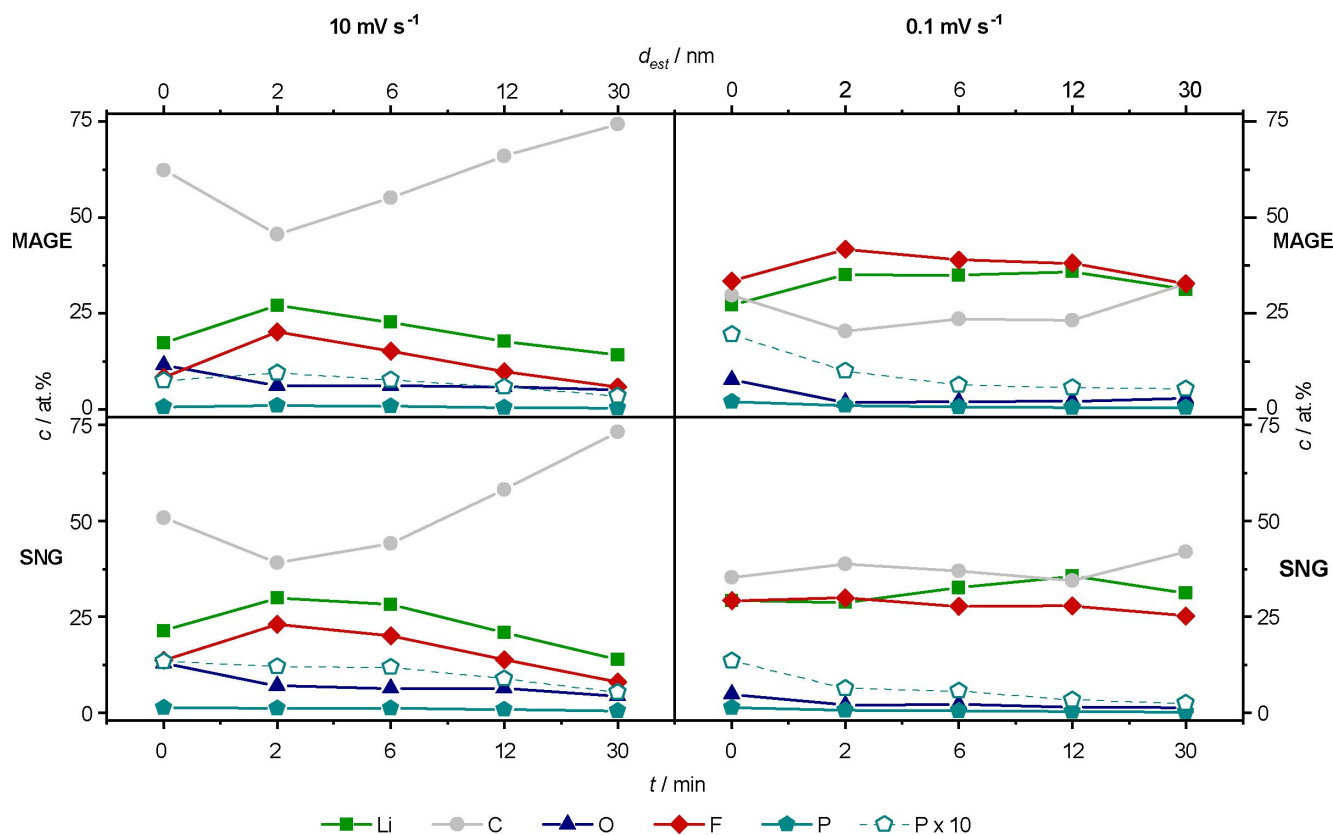 10 mV s⁻¹ 0.1 mV s⁻¹
d_est / nm
0 2 6 12 30 0 2 6 12 30
75 75
50 50
MAGE MAGE
25 25
0 0
c / at.% c / at.%
75 75
50 50
SNG SNG
25 25
0 0
0 2 6 12 30 0 2 6 12 30
t / min
Li C O F P P x 10